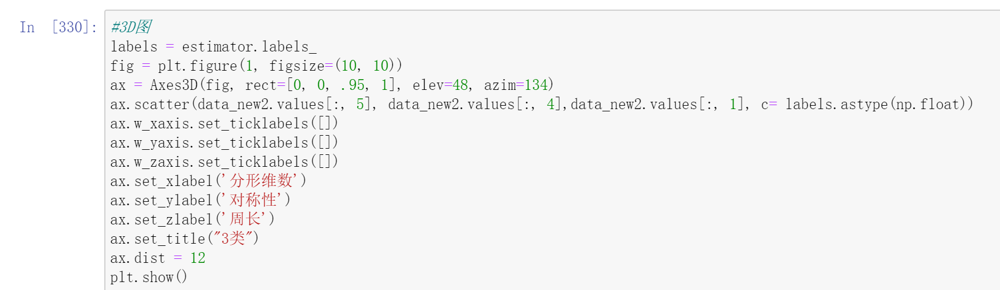 In [330]: #3D图
labels = estimator.labels_
fig = plt.figure(1, figsize=(10, 10))
ax = Axes3D(fig, rect=[0, 0, .95, 1], elev=48, azim=134)
ax.scatter(data_new2.values[:, 5], data_new2.values[:, 4],data_new2.values[:, 1], c= labels.astype(np.float))
ax.w_xaxis.set_ticklabels([])
ax.w_yaxis.set_ticklabels([])
ax.w_zaxis.set_ticklabels([])
ax.set_xlabel('分形维数')
ax.set_ylabel('对称性')
ax.set_zlabel('周长')
ax.set_title("3类")
ax.dist = 12
plt.show()